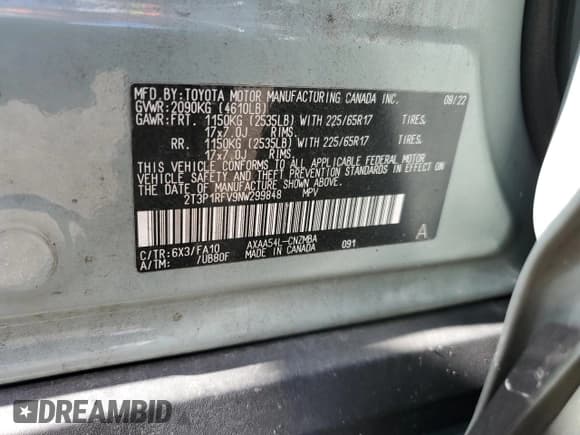 MFD.BY:TOYOTA MOTOR MANUFACTURING CANADA INC. 09/22
GVWR:2090KG (4610LB)
GAWR:FRT. 1150KG (2535LB) WITH 225/65R17 TIRES,
17x7.0J RIMS.
RR. 1150KG (2535LB) WITH 225/65R17 TIRES,
17x7.0J RIMS.
THIS VEHICLE CONFORMS TO ALL APPLICABLE FEDERAL MOTOR
VEHICLE SAFETY AND THEFT PREVENTION STANDARDS IN EFFECT ON
THE DATE OF MANUFACTURE SHOWN ABOVE.
2T3P1RFV9NW299848 MPV
C/TR:6X3/FA10 AXAA54L-CNZMBA 091 A
A/TM: /UB80F MADE IN CANADA
DREAMBID